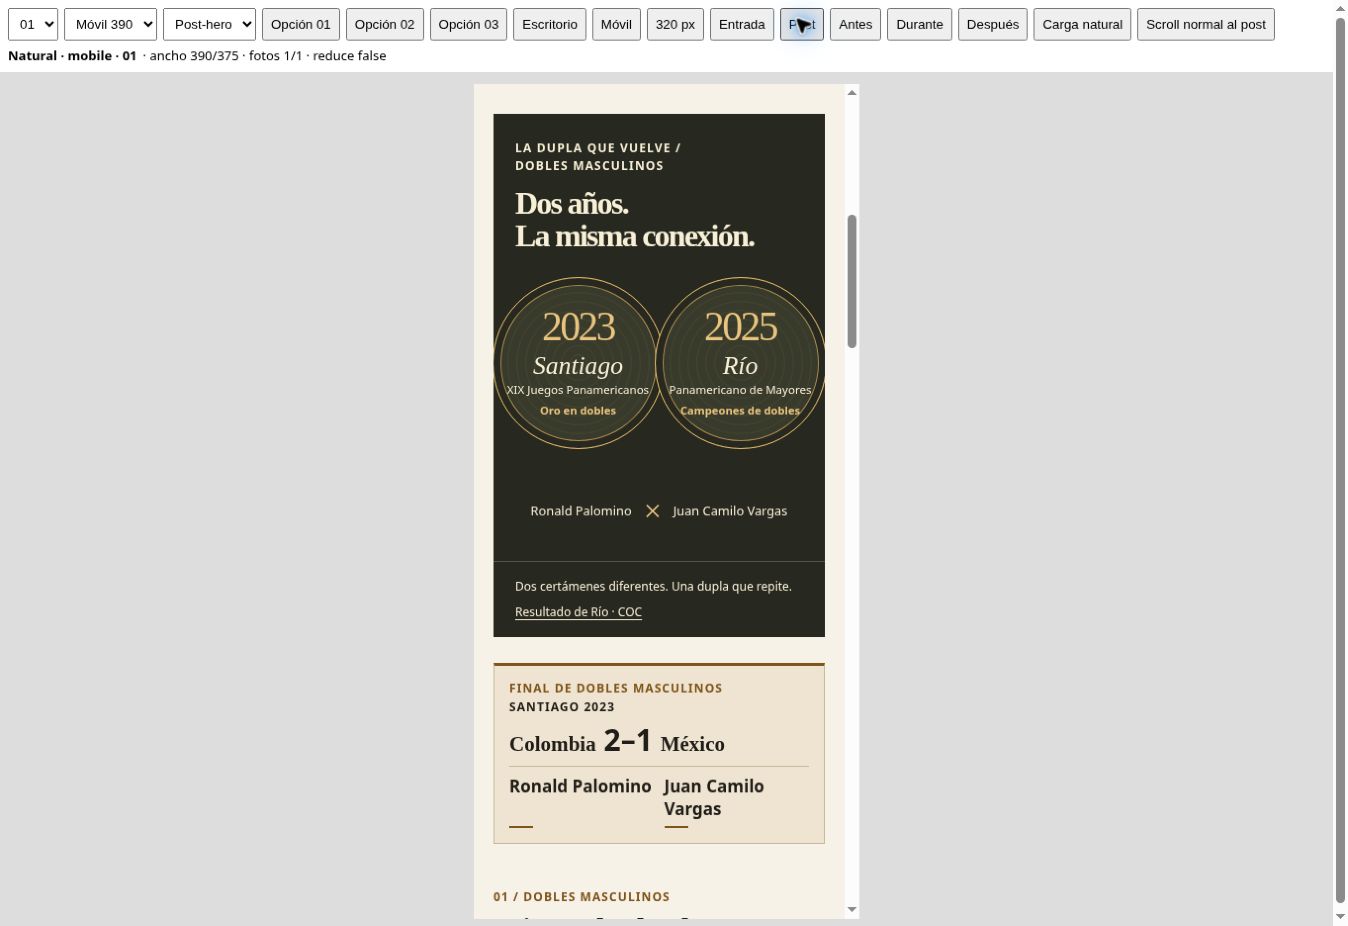 01 Móvil 390 Post-hero Opción 01 Opción 02 Opción 03 Escritorio Móvil 320 px Entrada Antes Durante Después Carga natural Scroll normal al post
Natural · mobile · 01 · ancho 390/375 · fotos 1/1 · reduce false
LA DUPLA QUE VUELVE /
DOBLES MASCULINOS
Dos años.
La misma conexión.
2023
Santiago
XIX Juegos Panamericanos
Oro en dobles
2025
Río
Panamericano de Mayores
Campeones de dobles
Ronald Palomino × Juan Camilo Vargas
Dos certámenes diferentes. Una dupla que repite.
Resultado de Río · COC
FINAL DE DOBLES MASCULINOS
SANTIAGO 2023
Colombia 2–1 México
Ronald Palomino
Juan Camilo
Vargas
01 / DOBLES MASCULINOS